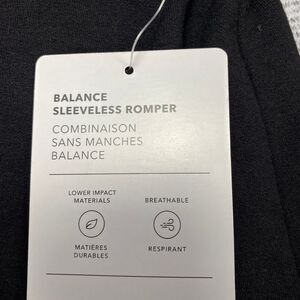 BALANCE
SLEEVELESS ROMPER
COMBINAISON
SANS MANCHES
BALANCE
LOWER IMPACT
MATERIALS
MATIÈRES
DURABLES
BREATHABLE
RESPIRANT